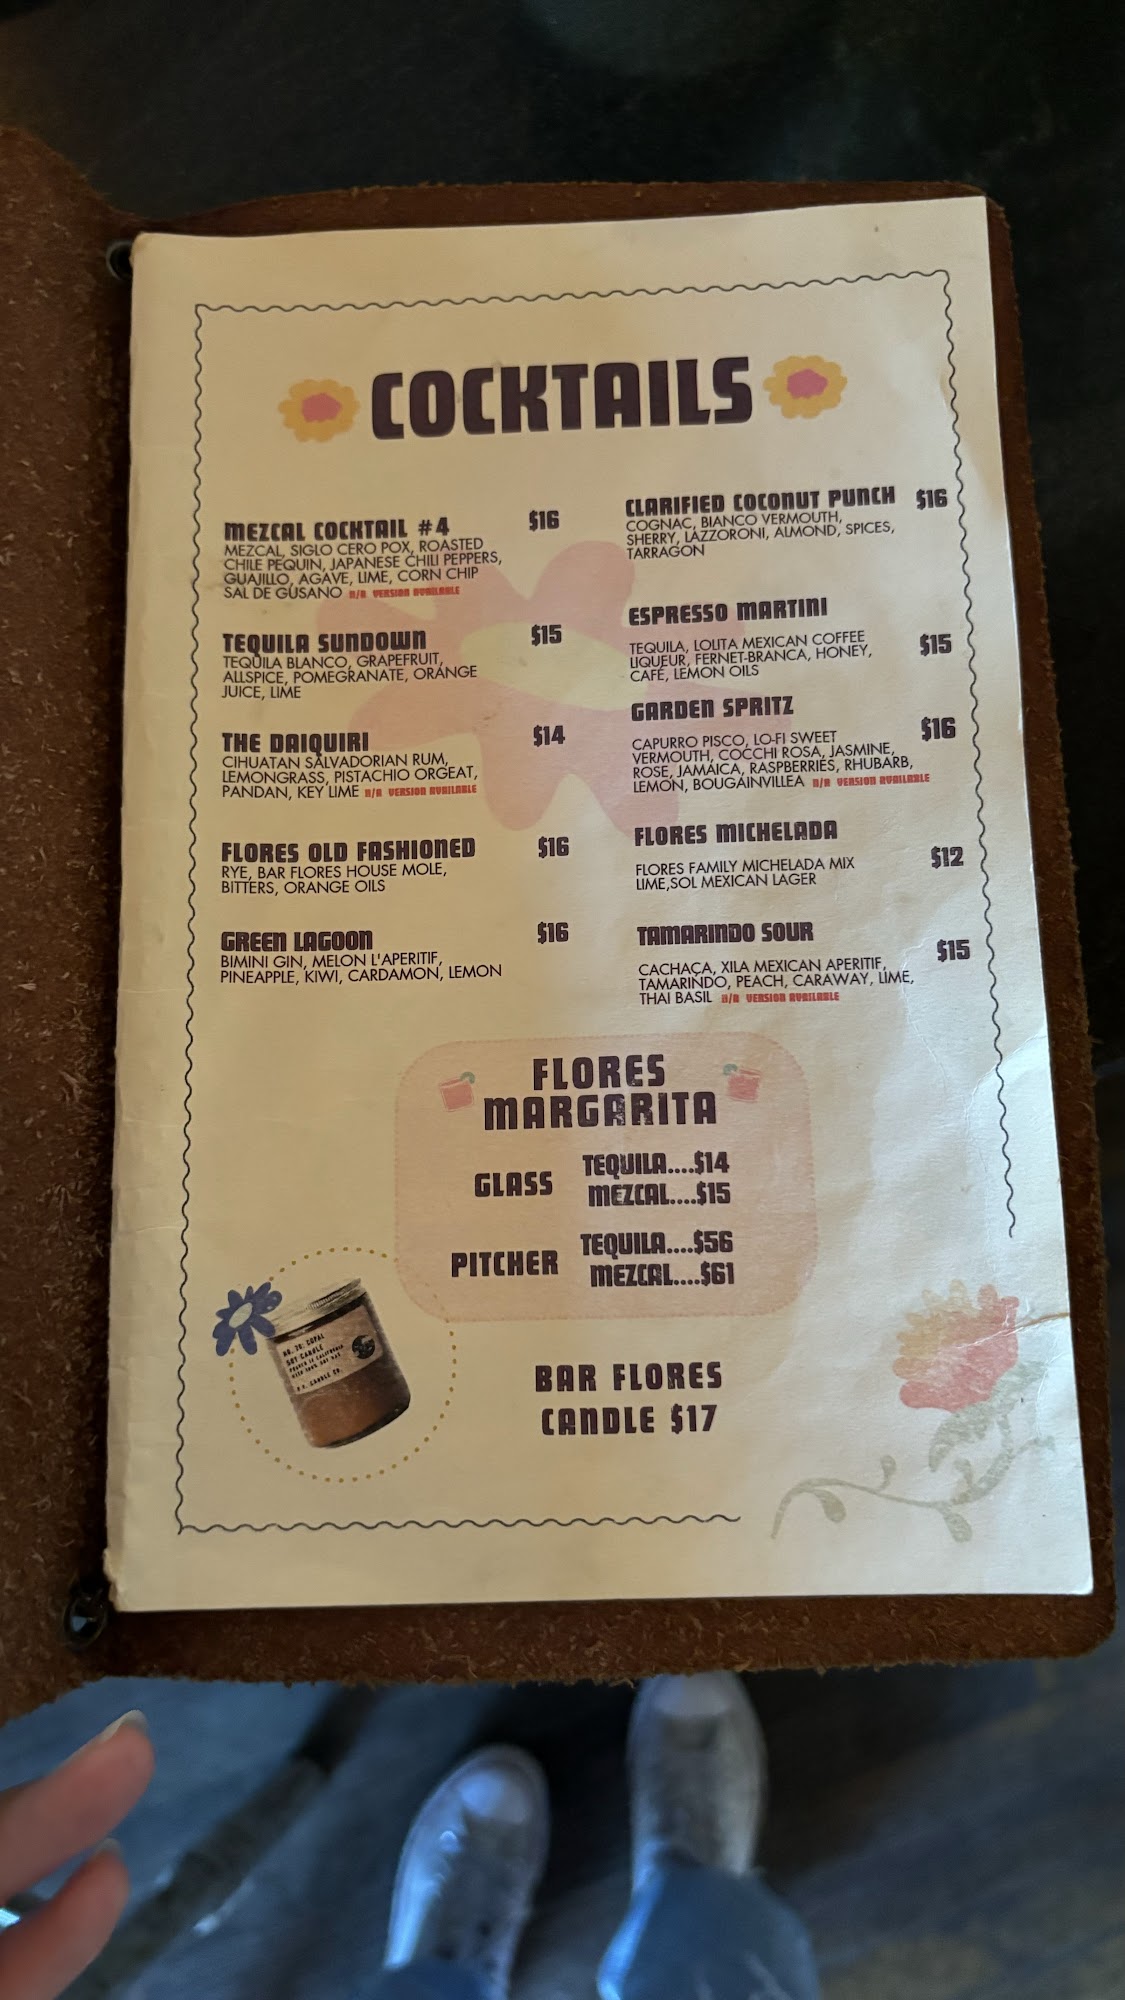 COCKTAILS
MEZCAL COCKTAIL #4 $16
MEZCAL, SIGLO CERO POX, ROASTED
CHILE PEQUIN, JAPANESE CHILI PEPPERS,
GUAJILLO, AGAVE, LIME, CORN CHIP
SAL DE GUSANO N/A VERSION AVAILABLE
TEQUILA SUNDOWN $15
TEQUILA BLANCO, GRAPEFRUIT,
ALLSPICE, POMEGRANATE, ORANGE
JUICE, LIME
THE DAIQUIRI $14
CIHUATAN SALVADORIAN RUM,
LEMONGRASS, PISTACHIO ORGEAT,
PANDAN, KEY LIME N/A VERSION AVAILABLE
FLORES OLD FASHIONED $16
RYE, BAR FLORES HOUSE MOLE,
BITTERS, ORANGE OILS
GREEN LAGOON $16
BIMINI GIN, MELON L'APERITIF,
PINEAPPLE, KIWI, CARDAMON, LEMON
CLARIFIED COCONUT PUNCH $16
COGNAC, BIANCO VERMOUTH,
SHERRY, LAZZORONI, ALMOND, SPICES,
TARRAGON
ESPRESSO MARTINI $15
TEQUILA, LOLITA MEXICAN COFFEE
LIQUEUR, FERNET-BRANCA, HONEY,
CAFÉ, LEMON OILS
GARDEN SPRITZ $16
CAPURRO PISCO, LO-FI SWEET
VERMOUTH, COCCHI ROSA, JASMINE,
ROSE, JAMAICA, RASPBERRIES, RHUBARB,
LEMON, BOUGAINVILLEA N/A VERSION AVAILABLE
FLORES MICHELADA $12
FLORES FAMILY MICHELADA MIX
LIME,SOL MEXICAN LAGER
TAMARINDO SOUR $15
CACHAÇA, XILA MEXICAN APERITIF,
TAMARINDO, PEACH, CARAWAY, LIME,
THAI BASIL N/A VERSION AVAILABLE
FLORES
MARGARITA
GLASS TEQUILA....$14
MEZCAL....$15
PITCHER TEQUILA....$56
MEZCAL....$61
NO. 29: COPAL
SOY CANDLE
BAR FLORES
CANDLE $17